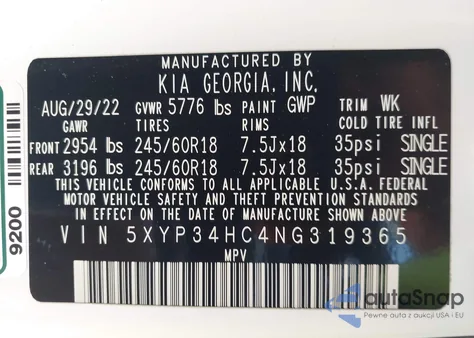 MANUFACTURED BY
KIA GEORGIA, INC.
AUG/29/22 GVWR 5776 lbs PAINT GWP TRIM WK
GAWR TIRES RIMS COLD TIRE INFL
FRONT 2954 lbs 245/60R18 7.5Jx18 35psi SINGLE
REAR 3196 lbs 245/60R18 7.5Jx18 35psi SINGLE
THIS VEHICLE CONFORMS TO ALL APPLICABLE U.S.A. FEDERAL
MOTOR VEHICLE SAFETY AND THEFT PREVENTION STANDARDS
IN EFFECT ON THE DATE OF MANUFACTURE SHOWN ABOVE
VIN 5XYP34HC4NG319365
MPV
9200
autaSnap
Pewne auta z aukcji USA i EU